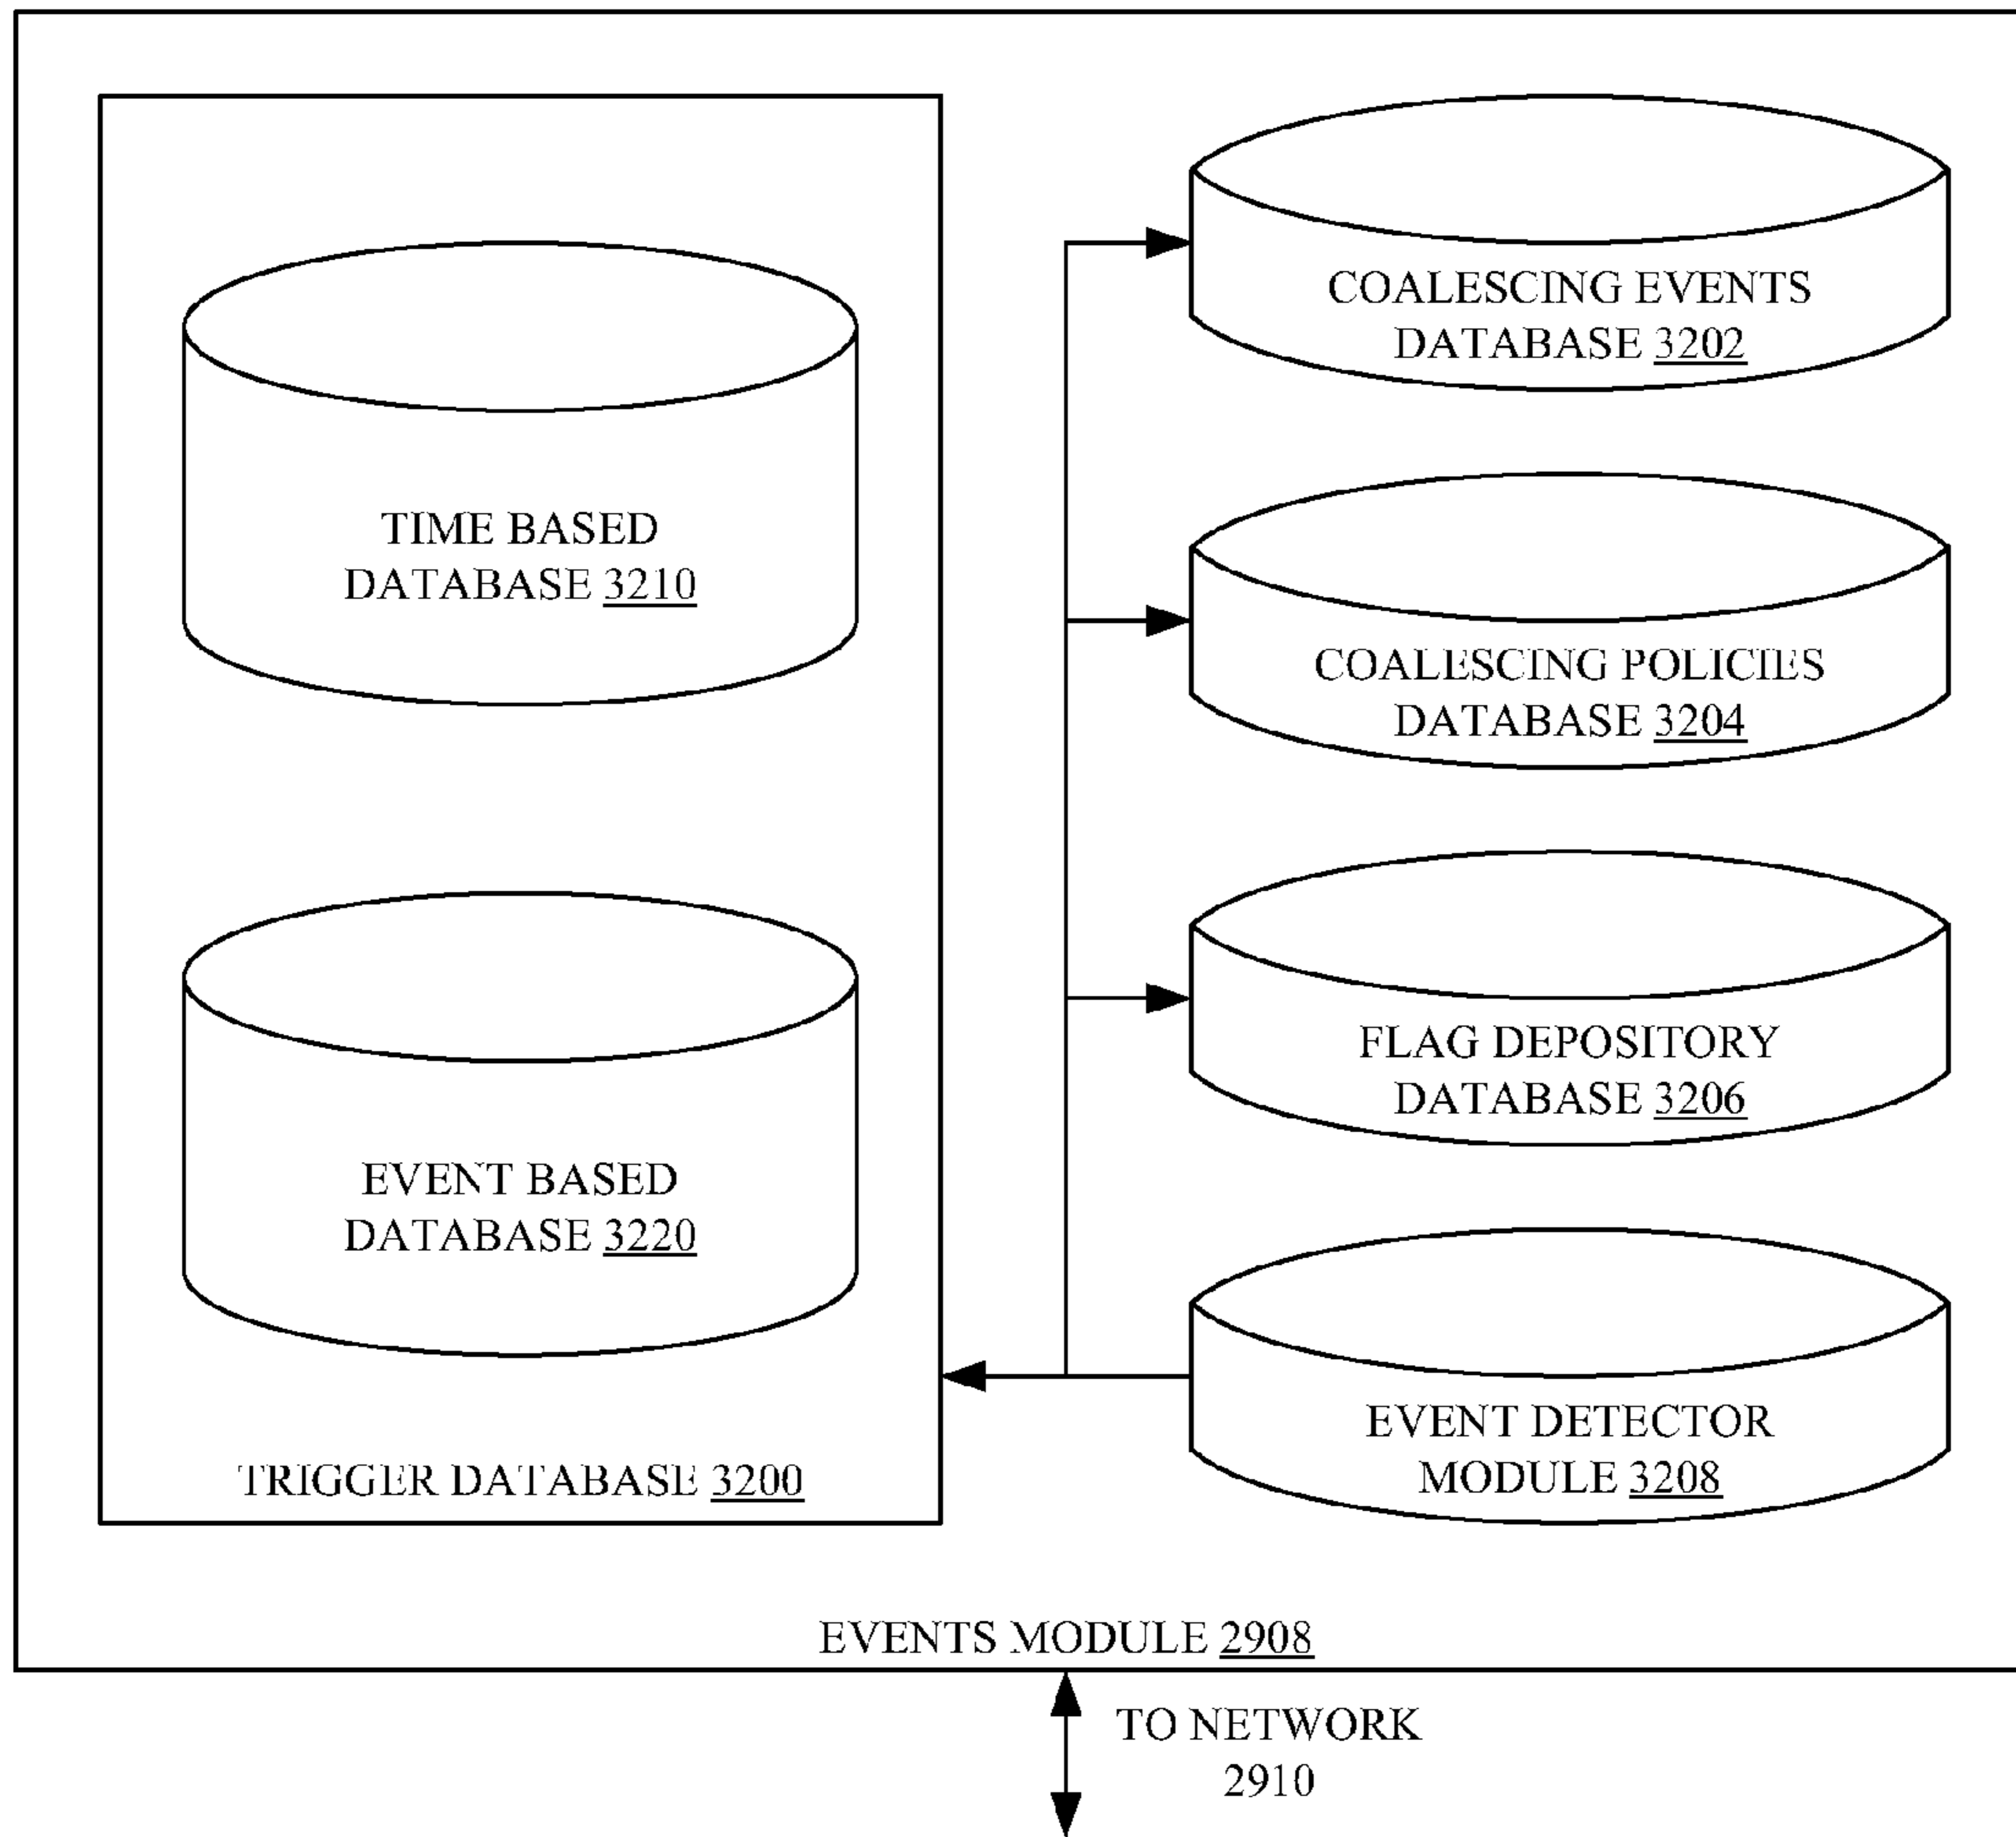 TIME BASED
DATABASE 3210
EVENT BASED
DATABASE 3220
TRIGGER DATABASE 3200
COALESCING EVENTS
DATABASE 3202
COALESCING POLICIES
DATABASE 3204
FLAG DEPOSITORY
DATABASE 3206
EVENT DETECTOR
MODULE 3208
EVENTS MODULE 2908
TO NETWORK
2910